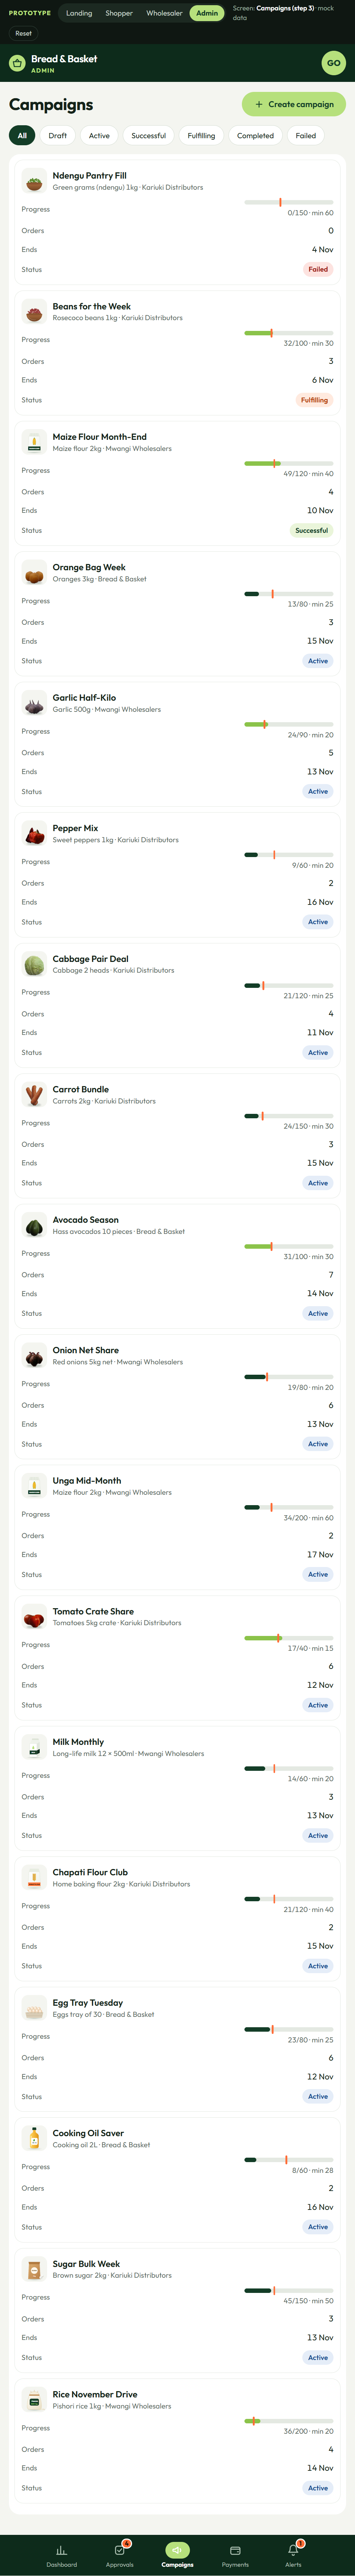 PROTOTYPE
Landing Shopper Wholesaler Admin
Screen: Campaigns (step 3) · mock data
Reset
Bread & Basket
ADMIN
GO
Campaigns
+ Create campaign
All Draft Active Successful Fulfilling Completed Failed
Ndengu Pantry Fill
Green grams (ndengu) 1kg · Kariuki Distributors
Progress
0/150 · min 60
Orders 0
Ends 4 Nov
Status Failed
Beans for the Week
Rosecoco beans 1kg · Kariuki Distributors
Progress
32/100 · min 30
Orders 3
Ends 6 Nov
Status Fulfilling
Maize Flour Month-End
Maize flour 2kg · Mwangi Wholesalers
Progress
49/120 · min 40
Orders 4
Ends 10 Nov
Status Successful
Orange Bag Week
Oranges 3kg · Bread & Basket
Progress
13/80 · min 25
Orders 3
Ends 15 Nov
Status Active
Garlic Half-Kilo
Garlic 500g · Mwangi Wholesalers
Progress
24/90 · min 20
Orders 5
Ends 13 Nov
Status Active
Pepper Mix
Sweet peppers 1kg · Kariuki Distributors
Progress
9/60 · min 20
Orders 2
Ends 16 Nov
Status Active
Cabbage Pair Deal
Cabbage 2 heads · Kariuki Distributors
Progress
21/120 · min 25
Orders 4
Ends 11 Nov
Status Active
Carrot Bundle
Carrots 2kg · Kariuki Distributors
Progress
24/150 · min 30
Orders 3
Ends 15 Nov
Status Active
Avocado Season
Hass avocados 10 pieces · Bread & Basket
Progress
31/100 · min 30
Orders 7
Ends 14 Nov
Status Active
Onion Net Share
Red onions 5kg net · Mwangi Wholesalers
Progress
19/80 · min 20
Orders 6
Ends 13 Nov
Status Active
Unga Mid-Month
Maize flour 2kg · Mwangi Wholesalers
Progress
34/200 · min 60
Orders 2
Ends 17 Nov
Status Active
Tomato Crate Share
Tomatoes 5kg crate · Kariuki Distributors
Progress
17/40 · min 15
Orders 6
Ends 12 Nov
Status Active
Milk Monthly
Long-life milk 12 × 500ml · Mwangi Wholesalers
Progress
14/60 · min 20
Orders 3
Ends 13 Nov
Status Active
Chapati Flour Club
Home baking flour 2kg · Kariuki Distributors
Progress
21/120 · min 40
Orders 2
Ends 15 Nov
Status Active
Egg Tray Tuesday
Eggs tray of 30 · Bread & Basket
Progress
23/80 · min 25
Orders 6
Ends 12 Nov
Status Active
Cooking Oil Saver
Cooking oil 2L · Bread & Basket
Progress
8/60 · min 28
Orders 2
Ends 16 Nov
Status Active
Sugar Bulk Week
Brown sugar 2kg · Kariuki Distributors
Progress
45/150 · min 50
Orders 3
Ends 13 Nov
Status Active
Rice November Drive
Pishori rice 1kg · Mwangi Wholesalers
Progress
36/200 · min 20
Orders 4
Ends 14 Nov
Status Active
4 1
Dashboard Approvals Campaigns Payments Alerts